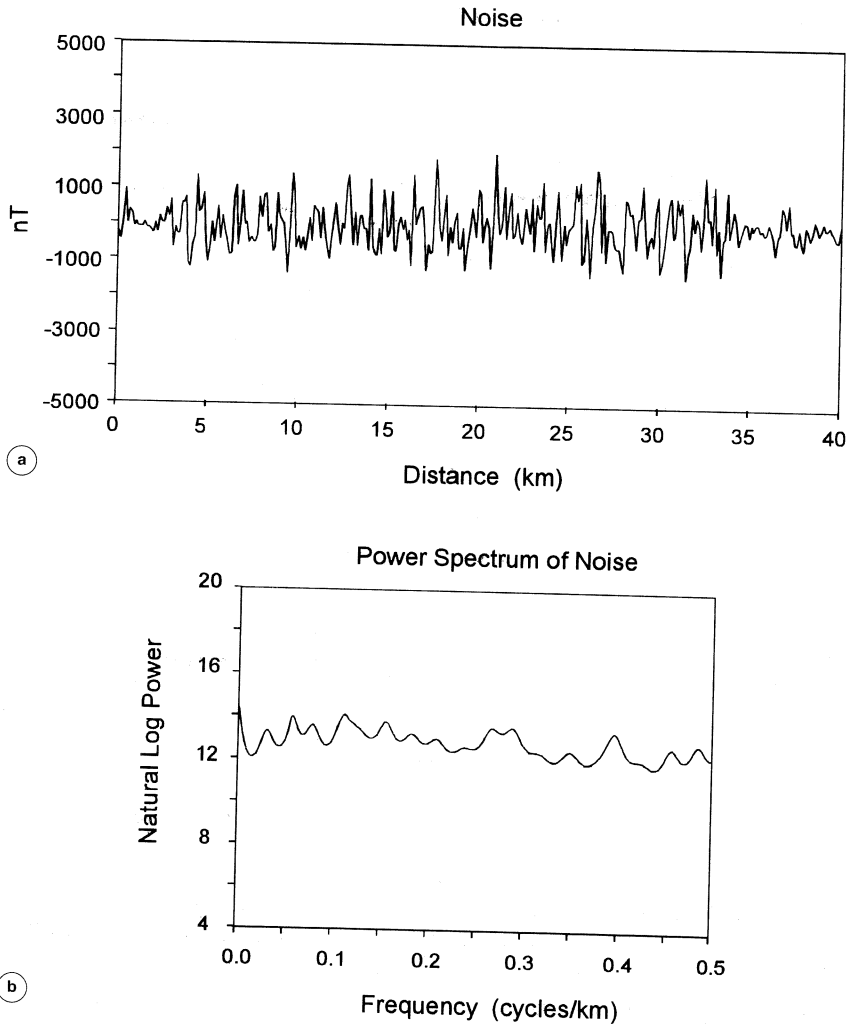 Noise
5000
3000
1000
-1000
-3000
-5000
nT
0 5 10 15 20 25 30 35 40
Distance (km)
a
Power Spectrum of Noise
20
16
12
8
4
Natural Log Power
0.0 0.1 0.2 0.3 0.4 0.5
Frequency (cycles/km)
b